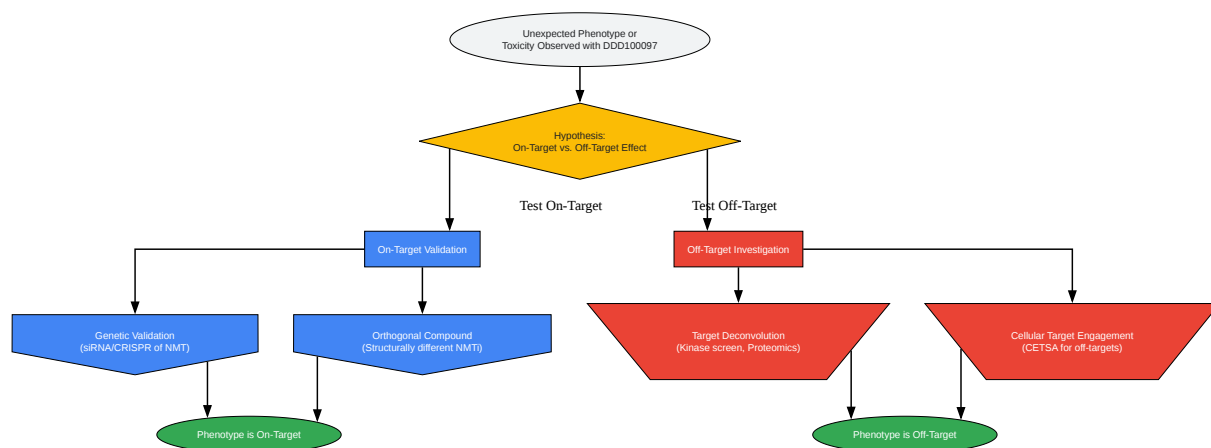 Unexpected Phenotype or
Toxicity Observed with DDD100097
Hypothesis:
On-Target vs. Off-Target Effect
Test On-Target
Test Off-Target
On-Target Validation
Off-Target Investigation
Genetic Validation
(siRNA/CRISPR of NMT)
Orthogonal Compound
(Structurally different NMTi)
Target Deconvolution
(Kinase screen, Proteomics)
Cellular Target Engagement
(CETSA for off-targets)
Phenotype is On-Target
Phenotype is Off-Target